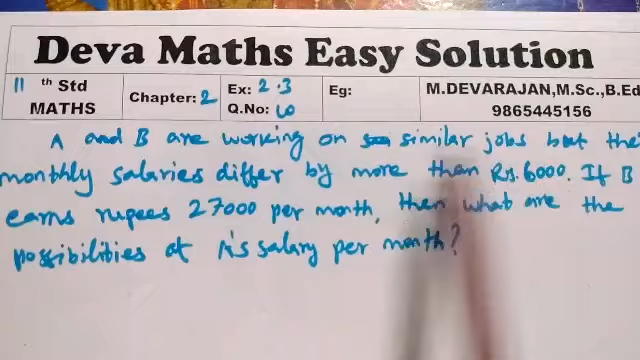 Deva Maths Easy Solution
11 th Std MATHS Chapter: 2 Ex: 2.3 Q.No: 6 Eg: M.DEVARAJAN,M.Sc.,B.Ed
9865445156
A and B are working on similar jobs but the
monthly salaries differ by more than Rs.6000. If B
earns rupees 27000 per month, then what are the
possibilities of A's salary per month?